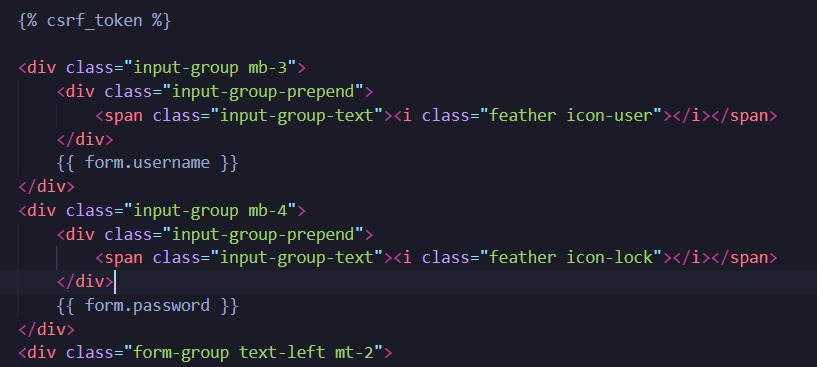 {% csrf_token %}
<div class="input-group mb-3">
<div class="input-group-prepend">
<span class="input-group-text"><i class="feather icon-user"></i></span>
</div>
{{ form.username }}
</div>
<div class="input-group mb-4">
<div class="input-group-prepend">
<span class="input-group-text"><i class="feather icon-lock"></i></span>
</div>
{{ form.password }}
</div>
<div class="form-group text-left mt-2">